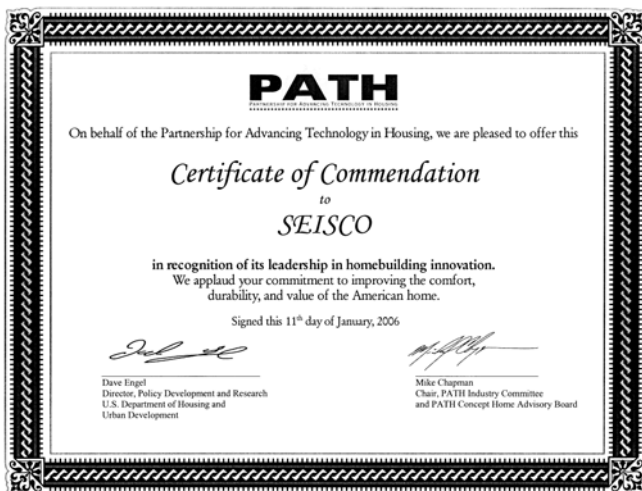 PATH
PARTNERSHIP FOR ADVANCING TECHNOLOGY IN HOUSING
On behalf of the Partnership for Advancing Technology in Housing, we are pleased to offer this
Certificate of Commendation
to
SEISCO
in recognition of its leadership in homebuilding innovation.
We applaud your commitment to improving the comfort,
durability, and value of the American home.
Signed this 11th day of January, 2006
Dave Engel
Director, Policy Development and Research
U.S. Department of Housing and
Urban Development
Mike Chapman
Chair, PATH Industry Committee
and PATH Concept Home Advisory Board